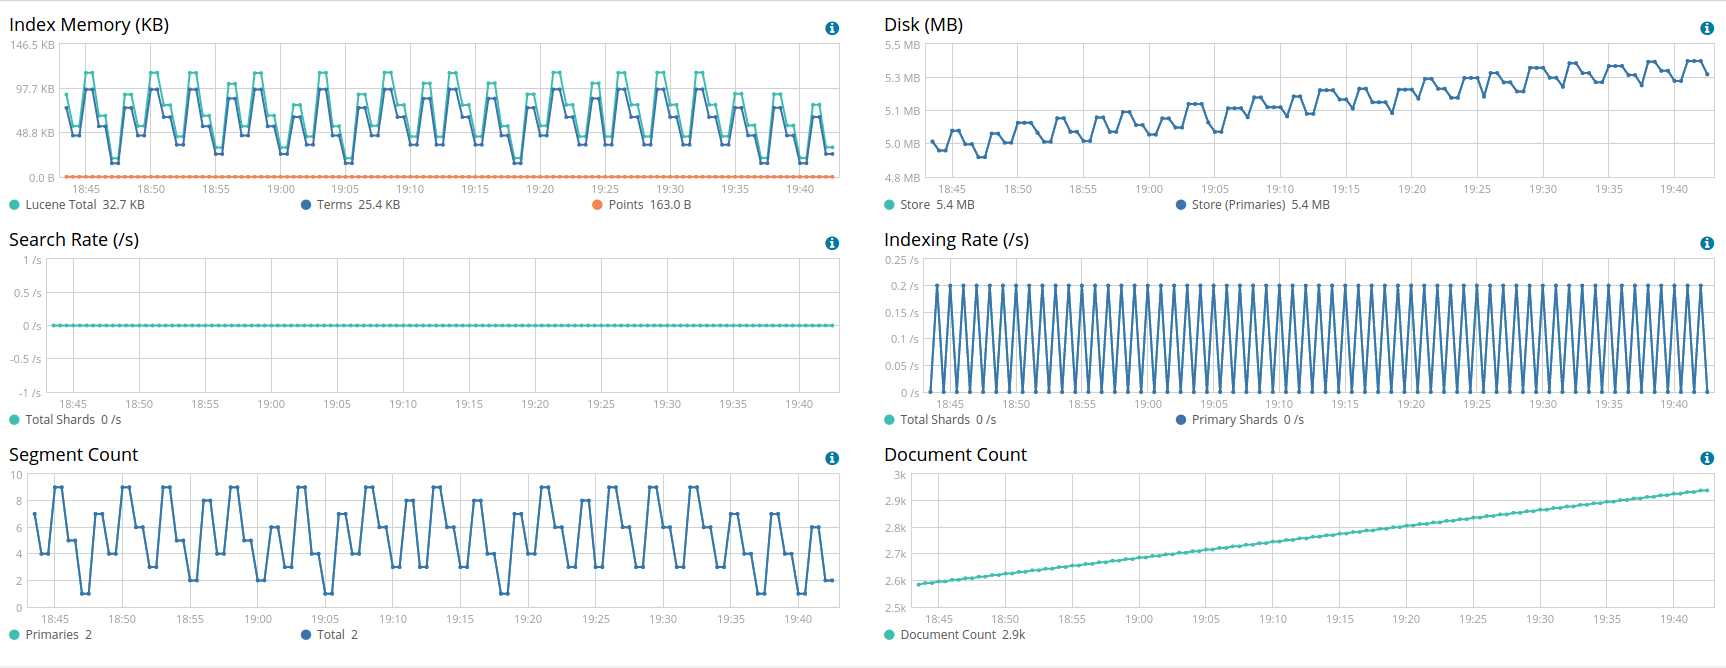 Index Memory (KB)
146.5 KB
97.7 KB
48.8 KB
0.0 B
18:45 18:50 18:55 19:00 19:05 19:10 19:15 19:20 19:25 19:30 19:35 19:40
Lucene Total 32.7 KB Terms 25.4 KB Points 163.0 B
Disk (MB)
5.5 MB
5.3 MB
5.1 MB
5.0 MB
4.8 MB
18:45 18:50 18:55 19:00 19:05 19:10 19:15 19:20 19:25 19:30 19:35 19:40
Store 5.4 MB Store (Primaries) 5.4 MB
Search Rate (/s)
1 /s
0.5 /s
0 /s
-0.5 /s
-1 /s
18:45 18:50 18:55 19:00 19:05 19:10 19:15 19:20 19:25 19:30 19:35 19:40
Total Shards 0 /s
Indexing Rate (/s)
0.25 /s
0.2 /s
0.15 /s
0.1 /s
0.05 /s
0 /s
18:45 18:50 18:55 19:00 19:05 19:10 19:15 19:20 19:25 19:30 19:35 19:40
Total Shards 0 /s Primary Shards 0 /s
Segment Count
10
8
6
4
2
0
18:45 18:50 18:55 19:00 19:05 19:10 19:15 19:20 19:25 19:30 19:35 19:40
Primaries 2 Total 2
Document Count
3k
2.9k
2.8k
2.7k
2.6k
2.5k
18:45 18:50 18:55 19:00 19:05 19:10 19:15 19:20 19:25 19:30 19:35 19:40
Document Count 2.9k